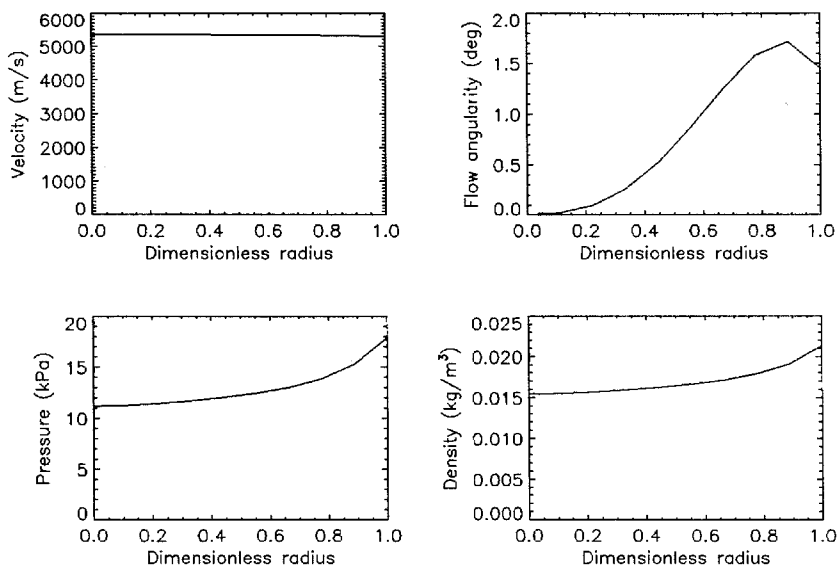 6000
5000
4000
3000
2000
1000
0
Velocity (m/s)
0.0 0.2 0.4 0.6 0.8 1.0
Dimensionless radius
2.0
1.5
1.0
0.5
0.0
Flow angularity (deg)
0.0 0.2 0.4 0.6 0.8 1.0
Dimensionless radius
20
15
10
5
0
Pressure (kPa)
0.0 0.2 0.4 0.6 0.8 1.0
Dimensionless radius
0.025
0.020
0.015
0.010
0.005
0.000
Density (kg/m³)
0.0 0.2 0.4 0.6 0.8 1.0
Dimensionless radius